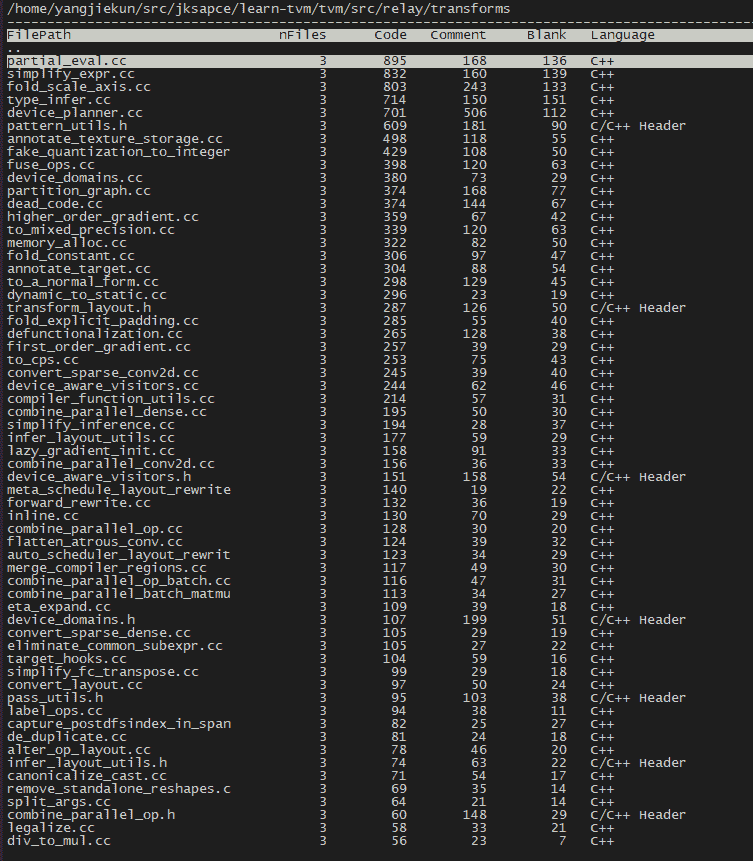 /home/yangjiekun/src/jksapce/learn-tvm/tvm/src/relay/transforms
--------------------------------------------------------------------------------
FilePath nFiles Code Comment Blank Language
..
partial_eval.cc 3 895 168 136 C++
simplify_expr.cc 3 832 160 139 C++
fold_scale_axis.cc 3 803 243 133 C++
type_infer.cc 3 714 150 151 C++
device_planner.cc 3 701 506 112 C++
pattern_utils.h 3 609 181 90 C/C++ Header
annotate_texture_storage.cc 3 498 118 55 C++
fake_quantization_to_integer 3 429 108 50 C++
fuse_ops.cc 3 398 120 63 C++
device_domains.cc 3 380 73 29 C++
partition_graph.cc 3 374 168 77 C++
dead_code.cc 3 374 144 67 C++
higher_order_gradient.cc 3 359 67 42 C++
to_mixed_precision.cc 3 339 120 63 C++
memory_alloc.cc 3 322 82 50 C++
fold_constant.cc 3 306 97 47 C++
annotate_target.cc 3 304 88 54 C++
to_a_normal_form.cc 3 298 129 45 C++
dynamic_to_static.cc 3 296 23 19 C++
transform_layout.h 3 287 126 50 C/C++ Header
fold_explicit_padding.cc 3 285 55 40 C++
defunctionalization.cc 3 265 128 38 C++
first_order_gradient.cc 3 257 39 29 C++
to_cps.cc 3 253 75 43 C++
convert_sparse_conv2d.cc 3 245 39 40 C++
device_aware_visitors.cc 3 244 62 46 C++
compiler_function_utils.cc 3 214 57 31 C++
combine_parallel_dense.cc 3 195 50 30 C++
simplify_inference.cc 3 194 28 37 C++
infer_layout_utils.cc 3 177 59 29 C++
lazy_gradient_init.cc 3 158 91 33 C++
combine_parallel_conv2d.cc 3 156 36 33 C++
device_aware_visitors.h 3 151 158 54 C/C++ Header
meta_schedule_layout_rewrite 3 140 19 22 C++
forward_rewrite.cc 3 132 36 19 C++
inline.cc 3 130 70 29 C++
combine_parallel_op.cc 3 128 30 20 C++
flatten_atrous_conv.cc 3 124 39 32 C++
auto_scheduler_layout_rewrit 3 123 34 29 C++
merge_compiler_regions.cc 3 117 49 30 C++
combine_parallel_op_batch.cc 3 116 47 31 C++
combine_parallel_batch_matmu 3 113 34 27 C++
eta_expand.cc 3 109 39 18 C++
device_domains.h 3 107 199 51 C/C++ Header
convert_sparse_dense.cc 3 105 29 19 C++
eliminate_common_subexpr.cc 3 105 27 22 C++
target_hooks.cc 3 104 59 16 C++
simplify_fc_transpose.cc 3 99 29 18 C++
convert_layout.cc 3 97 50 24 C++
pass_utils.h 3 95 103 38 C/C++ Header
label_ops.cc 3 94 38 11 C++
capture_postdfsindex_in_span 3 82 25 27 C++
de_duplicate.cc 3 81 24 18 C++
alter_op_layout.cc 3 78 46 20 C++
infer_layout_utils.h 3 74 63 22 C/C++ Header
canonicalize_cast.cc 3 71 54 17 C++
remove_standalone_reshapes.c 3 69 35 14 C++
split_args.cc 3 64 21 14 C++
combine_parallel_op.h 3 60 148 29 C/C++ Header
legalize.cc 3 58 33 21 C++
div_to_mul.cc 3 56 23 7 C++